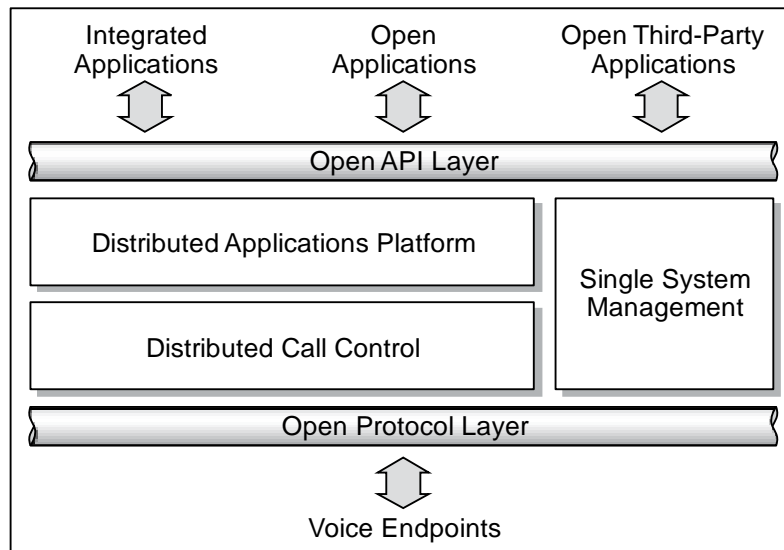 Integrated
Applications
Open
Applications
Open Third-Party
Applications
Open API Layer
Distributed Applications Platform
Single System
Management
Distributed Call Control
Open Protocol Layer
Voice Endpoints